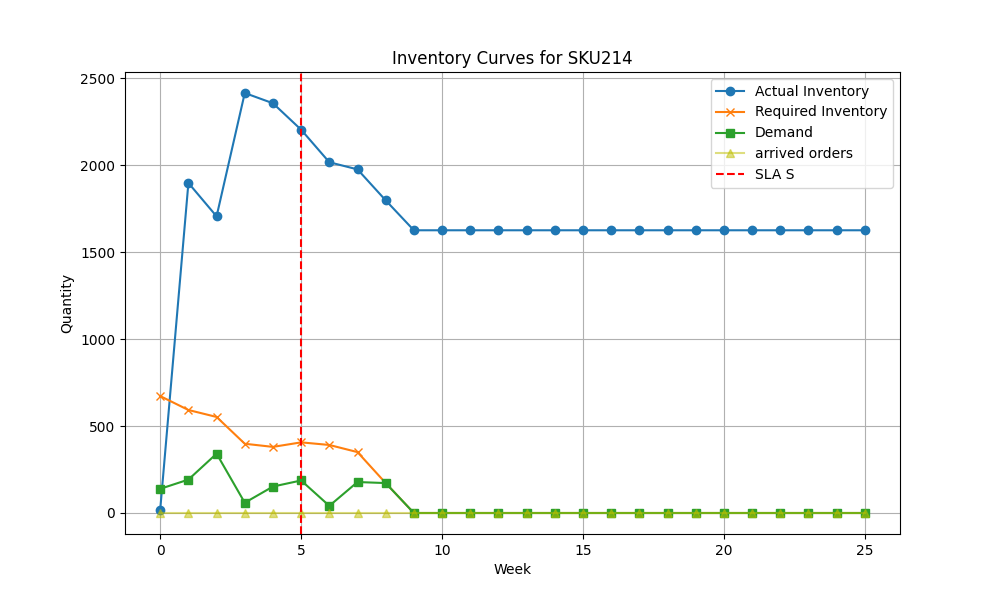 Inventory Curves for SKU214
2500
2000
1500
1000
500
0
Quantity
Actual Inventory
Required Inventory
Demand
arrived orders
SLA S
0 5 10 15 20 25
Week